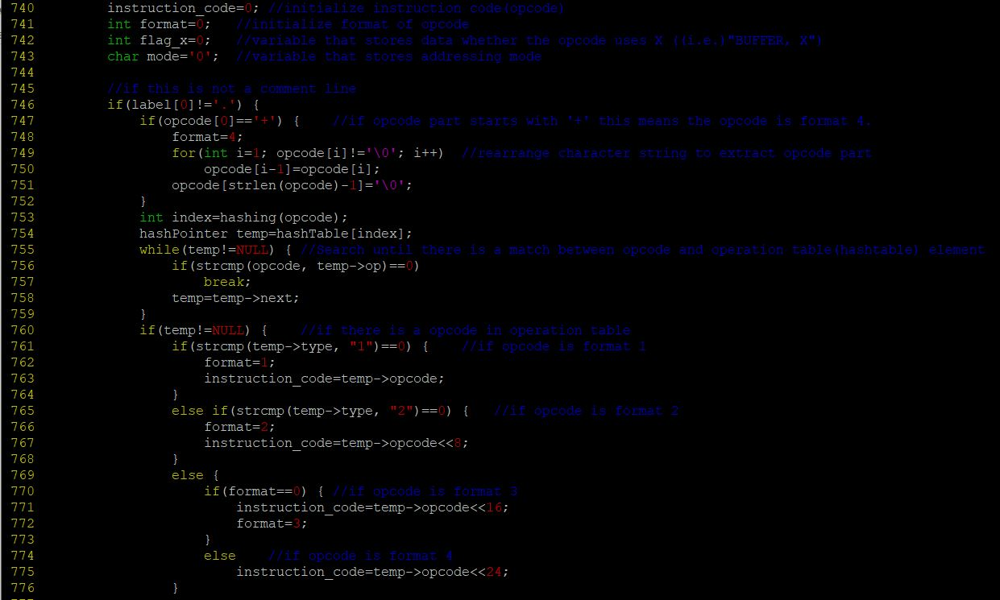 740         instruction_code=0; //initialize instruction code(opcode)
741         int format=0;   //initialize format of opcode
742         int flag_x=0;   //variable that stores data whether the opcode uses X ((i.e.)"BUFFER, X")
743         char mode='0';  //variable that stores addressing mode
744
745         //if this is not a comment line
746         if(label[0]!='.') {
747             if(opcode[0]=='+') {    //if opcode part starts with '+' this means the opcode is format 4.
748                 format=4;
749                 for(int i=1; opcode[i]!='\0'; i++)  //rearrange character string to extract opcode part
750                     opcode[i-1]=opcode[i];
751                 opcode[strlen(opcode)-1]='\0';
752             }
753             int index=hashing(opcode);
754             hashPointer temp=hashTable[index];
755             while(temp!=NULL) { //Search until there is a match between opcode and operation table(hashtable) element
756                 if(strcmp(opcode, temp->op)==0)
757                     break;
758                 temp=temp->next;
759             }
760             if(temp!=NULL) {    //if there is a opcode in operation table
761                 if(strcmp(temp->type, "1")==0) {    //if opcode is format 1
762                     format=1;
763                     instruction_code=temp->opcode;
764                 }
765                 else if(strcmp(temp->type, "2")==0) {   //if opcode is format 2
766                     format=2;
767                     instruction_code=temp->opcode<<8;
768                 }
769                 else {
770                     if(format==0) { //if opcode is format 3
771                         instruction_code=temp->opcode<<16;
772                         format=3;
773                     }
774                     else    //if opcode is format 4
775                         instruction_code=temp->opcode<<24;
776                 }